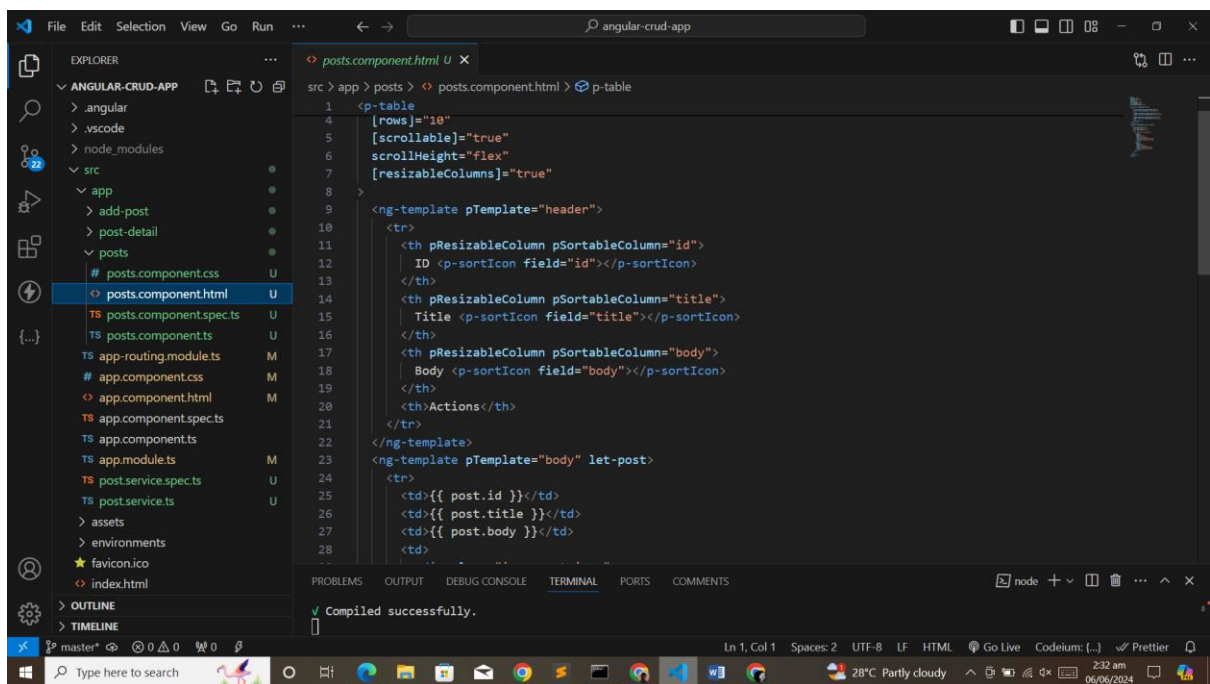 File Edit Selection View Go Run ... angular-crud-app
EXPLORER
ANGULAR-CRUD-APP
.angular
.vscode
node_modules
src
app
add-post
post-detail
posts
# posts.component.css U
<> posts.component.html U
TS posts.component.spec.ts U
TS posts.component.ts U
TS app-routing.module.ts M
# app.component.css M
<> app.component.html M
TS app.component.spec.ts
TS app.component.ts
TS app.module.ts M
TS post.service.spec.ts U
TS post.service.ts U
assets
environments
favicon.ico
<> index.html
OUTLINE
TIMELINE
22
{...}
<> posts.component.html U X
src > app > posts > <> posts.component.html > p-table
1 <p-table
4 [rows]="10"
5 [scrollable]="true"
6 scrollHeight="flex"
7 [resizableColumns]="true"
8 >
9 <ng-template pTemplate="header">
10 <tr>
11 <th pResizableColumn pSortableColumn="id">
12 ID <p-sortIcon field="id"></p-sortIcon>
13 </th>
14 <th pResizableColumn pSortableColumn="title">
15 Title <p-sortIcon field="title"></p-sortIcon>
16 </th>
17 <th pResizableColumn pSortableColumn="body">
18 Body <p-sortIcon field="body"></p-sortIcon>
19 </th>
20 <th>Actions</th>
21 </tr>
22 </ng-template>
23 <ng-template pTemplate="body" let-post>
24 <tr>
25 <td>{{ post.id }}</td>
26 <td>{{ post.title }}</td>
27 <td>{{ post.body }}</td>
28 <td>
PROBLEMS OUTPUT DEBUG CONSOLE TERMINAL PORTS COMMENTS node
√ Compiled successfully.
master* 0 0 0 Ln 1, Col 1 Spaces: 2 UTF-8 LF HTML Go Live Codeium: {...} Prettier
Type here to search 28°C Partly cloudy 2:32 am
06/06/2024